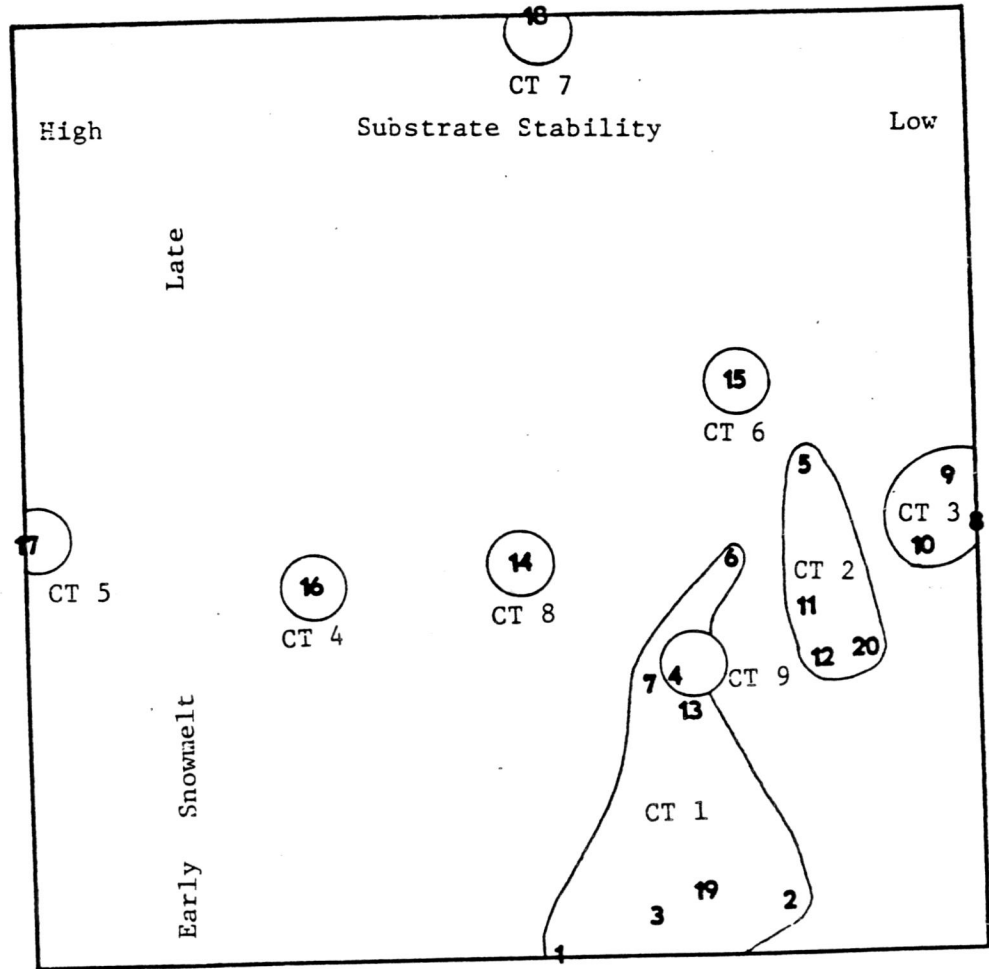 18
CT 7
High Substrate Stability Low
Late
15
CT 6
5
9
CT 3 8
10
17
CT 5
16
CT 4
14
CT 8
6
CT 2
11
12 20
7 4 CT 9
13
CT 1
Early Snowmelt
19
3
2
1